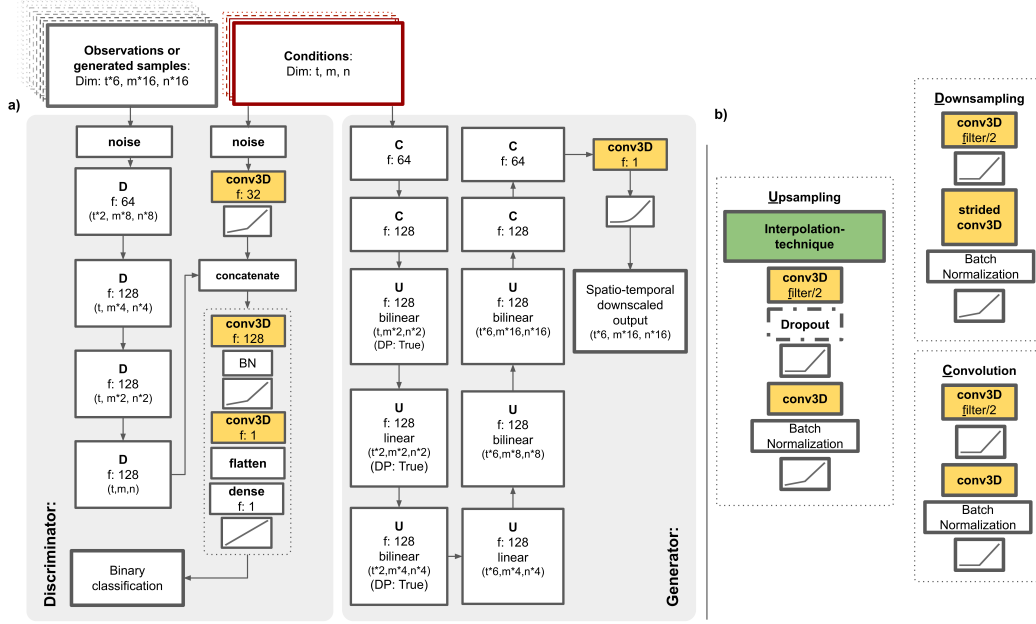 Observations or
generated samples:
Dim: t*6, m*16, n*16
Conditions:
Dim: t, m, n
a)
noise
D
f: 64
(t*2, m*8, n*8)
D
f: 128
(t, m*4, n*4)
D
f: 128
(t, m*2, n*2)
D
f: 128
(t,m,n)
Binary
classification
Discriminator:
noise
conv3D
f: 32
concatenate
conv3D
f: 128
BN
conv3D
f: 1
flatten
dense
f: 1
C
f: 64
C
f: 128
U
f: 128
bilinear
(t,m*2,n*2)
(DP: True)
U
f: 128
linear
(t*2,m*2,n*2)
(DP: True)
U
f: 128
bilinear
(t*2,m*4,n*4)
(DP: True)
U
f: 128
linear
(t*6,m*4,n*4)
U
f: 128
bilinear
(t*6,m*8,n*8)
U
f: 128
bilinear
(t*6,m*16,n*16)
C
f: 128
C
f: 64
conv3D
f: 1
Spatio-temporal
downscaled
output
(t*6, m*16, n*16)
Generator:
b)
Upsampling
Interpolation-
technique
conv3D
filter/2
Dropout
conv3D
Batch
Normalization
Downsampling
conv3D
filter/2
strided
conv3D
Batch
Normalization
Convolution
conv3D
filter/2
conv3D
Batch
Normalization